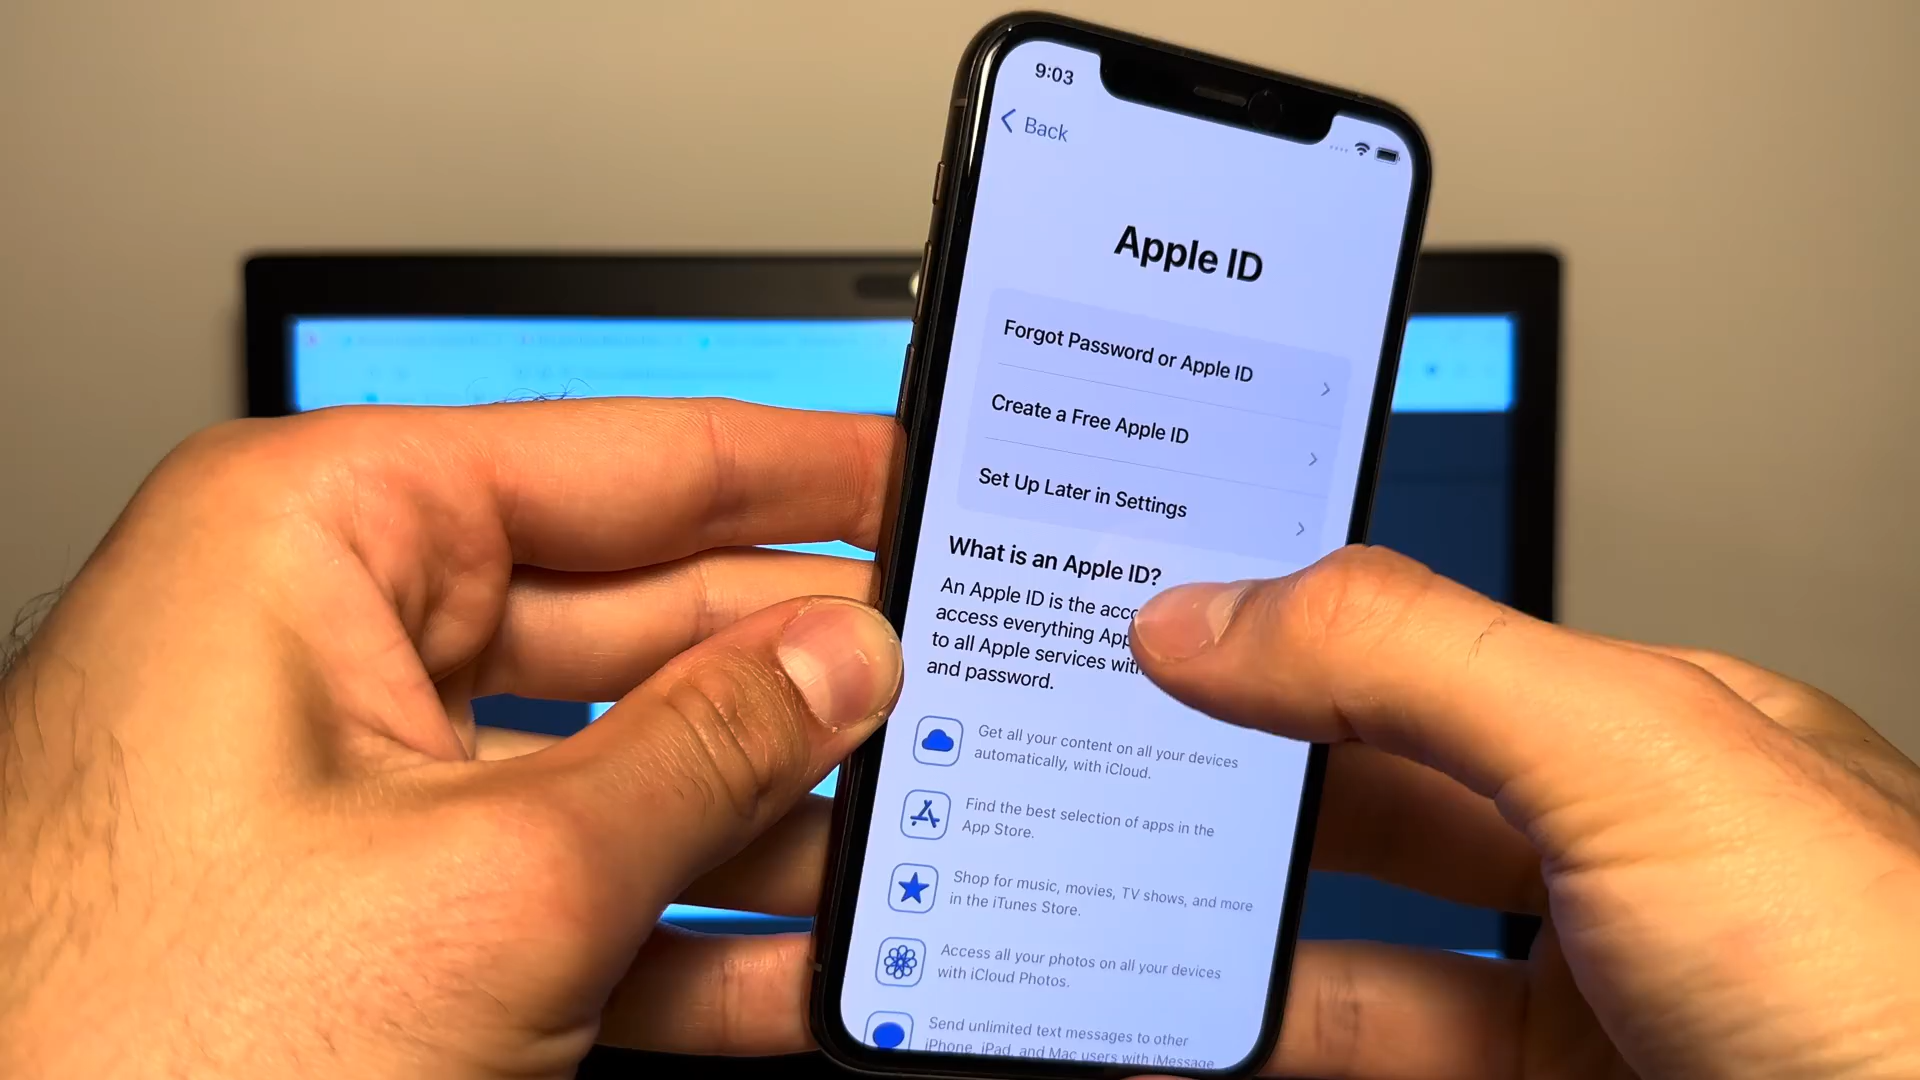 9:03
Back
Apple ID
Forgot Password or Apple ID
Create a Free Apple ID
Set Up Later in Settings
What is an Apple ID?
An Apple ID is the
access everything
to all Apple services
and password.
Get all your content on all your devices
automatically, with iCloud.
Find the best selection of apps in the
App Store.
Shop for music, movies, TV shows, and more
in the iTunes Store.
Access all your photos on all your devices
with iCloud Photos.
Send unlimited text messages to other
iPhone, iPad, and Mac users with iMessage